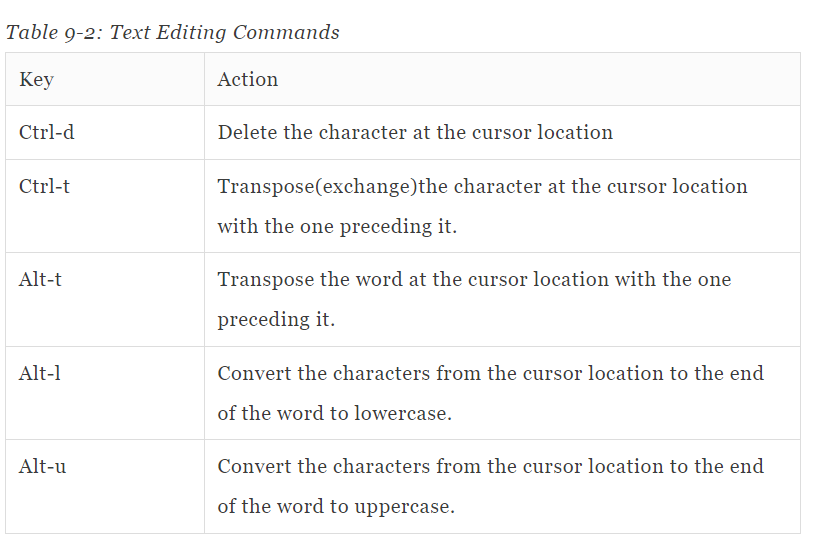 Table 9-2: Text Editing Commands
Key Action
Ctrl-d Delete the character at the cursor location
Ctrl-t Transpose(exchange)the character at the cursor location
with the one preceding it.
Alt-t Transpose the word at the cursor location with the one
preceding it.
Alt-l Convert the characters from the cursor location to the end
of the word to lowercase.
Alt-u Convert the characters from the cursor location to the end
of the word to uppercase.